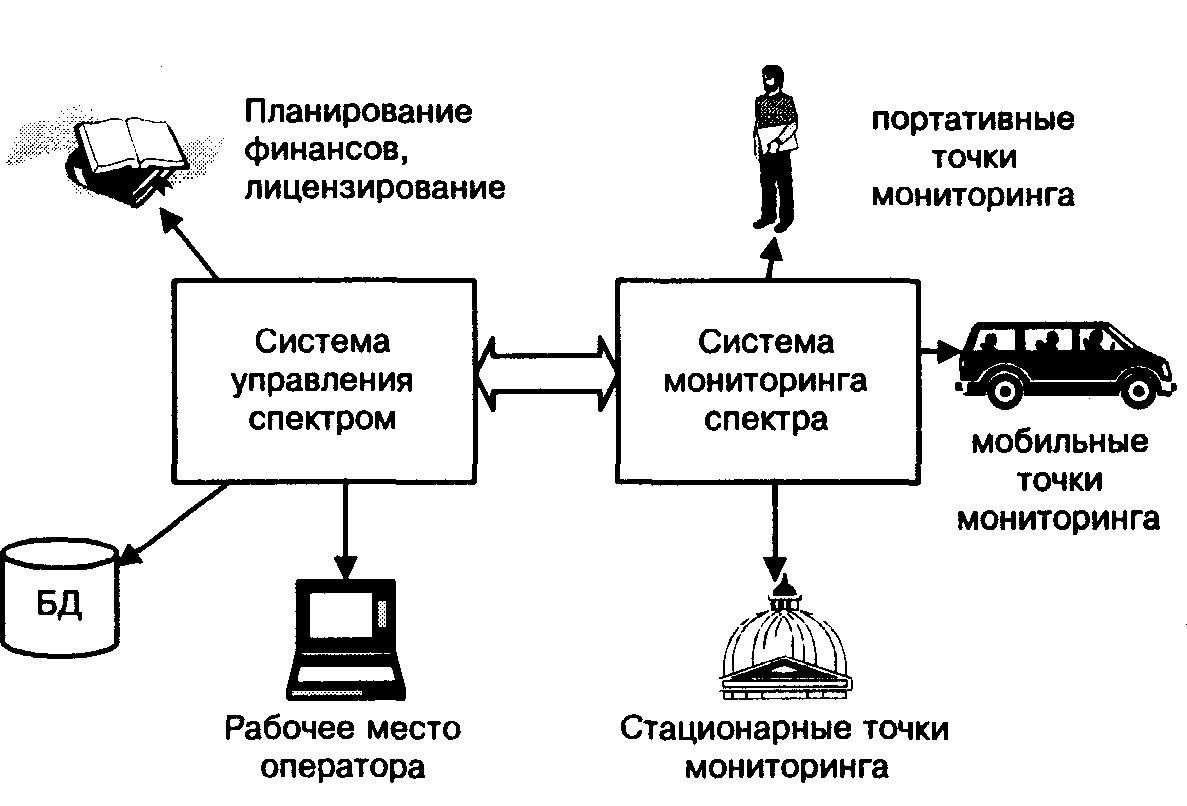 Планирование
финансов,
лицензирование
портативные
точки
мониторинга
Система
управления
спектром
Система
мониторинга
спектра
мобильные
точки
мониторинга
БД
Рабочее место
оператора
Стационарные точки
мониторинга